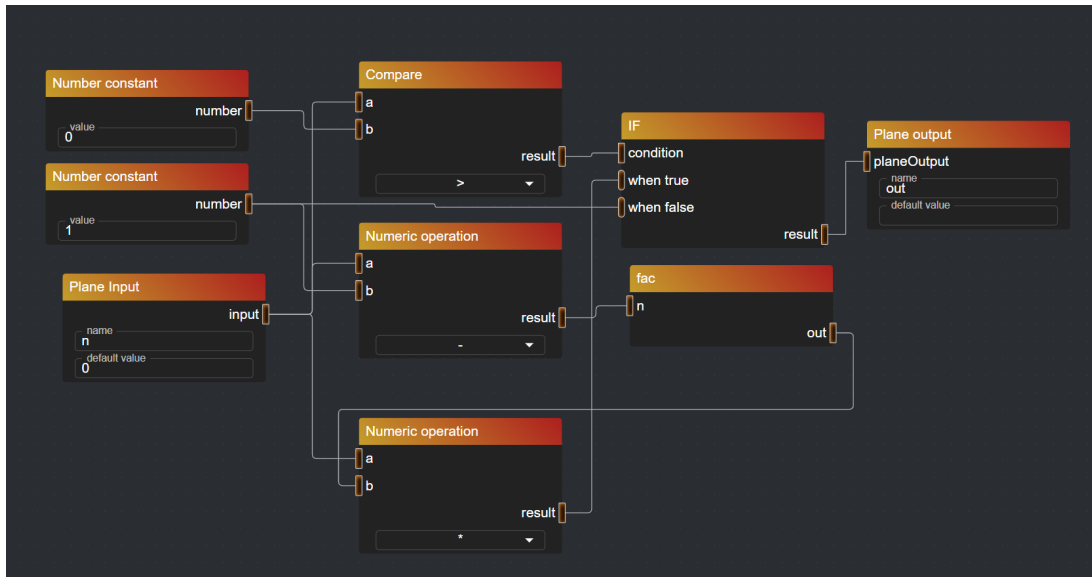 Number constant
number
value
0
Number constant
number
value
1
Plane Input
input
name
n
default value
0
Compare
a
b
result
>
Numeric operation
a
b
result
-
Numeric operation
a
b
result
*
IF
condition
when true
when false
result
fac
n
out
Plane output
planeOutput
name
out
default value